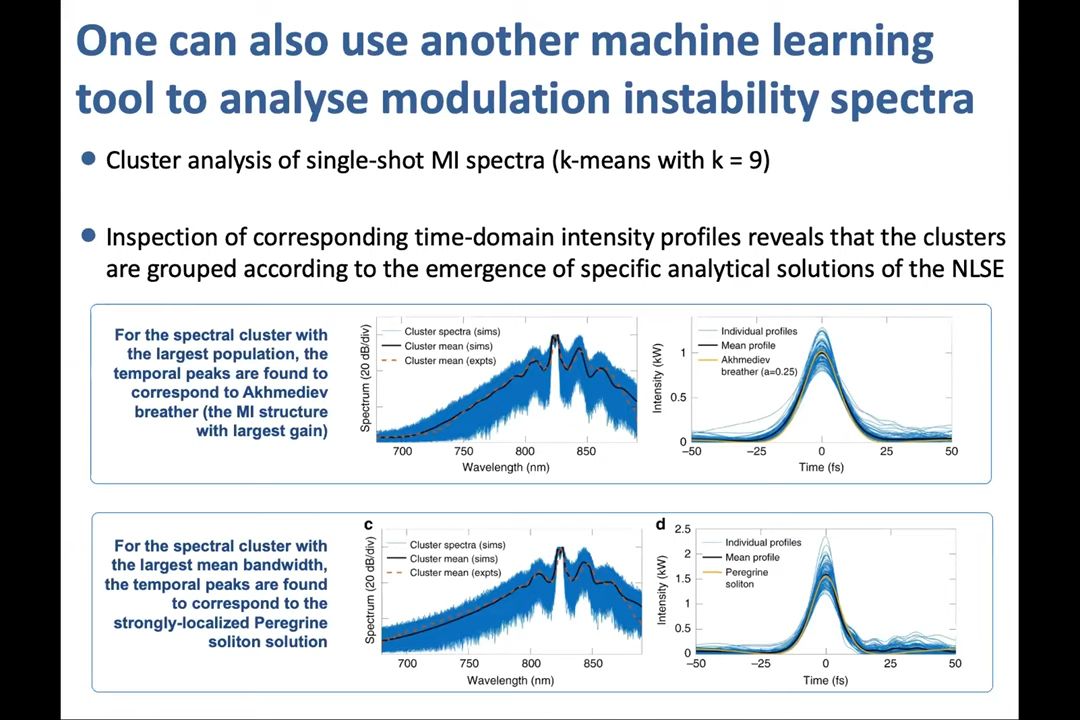 One can also use another machine learning
tool to analyse modulation instability spectra
Cluster analysis of single-shot MI spectra (k-means with k = 9)
Inspection of corresponding time-domain intensity profiles reveals that the clusters
are grouped according to the emergence of specific analytical solutions of the NLSE
For the spectral cluster with
the largest population, the
temporal peaks are found to
correspond to Akhmediev
breather (the MI structure
with largest gain)
Spectrum (20 dB/div)
Cluster spectra (sims)
Cluster mean (sims)
Cluster mean (expts)
700 750 800 850
Wavelength (nm)
Intensity (kW)
1
0.5
0
Individual profiles
Mean profile
Akhmediev
breather (a=0.25)
−50 −25 0 25 50
Time (fs)
For the spectral cluster with
the largest mean bandwidth,
the temporal peaks are found
to correspond to the
strongly-localized Peregrine
soliton solution
c
Spectrum (20 dB/div)
Cluster spectra (sims)
Cluster mean (sims)
Cluster mean (expts)
700 750 800 850
Wavelength (nm)
d
Intensity (kW)
2.5
2
1.5
1
0.5
0
Individual profiles
Mean profile
Peregrine
soliton
−50 −25 0 25 50
Time (fs)